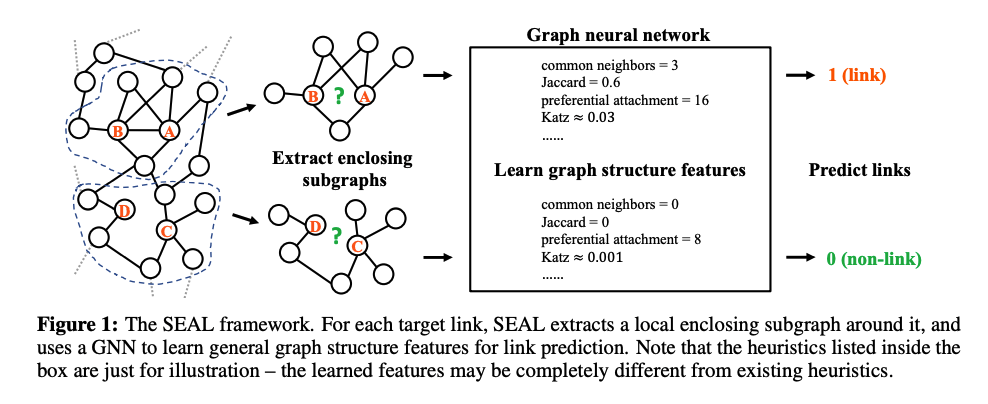 Graph neural network
B
A
B
?
A
common neighbors = 3
Jaccard = 0.6
preferential attachment = 16
Katz ≈ 0.03
......
1 (link)
Extract enclosing
subgraphs
Learn graph structure features
Predict links
D
C
D
?
C
common neighbors = 0
Jaccard = 0
preferential attachment = 8
Katz ≈ 0.001
......
0 (non-link)
Figure 1: The SEAL framework. For each target link, SEAL extracts a local enclosing subgraph around it, and
uses a GNN to learn general graph structure features for link prediction. Note that the heuristics listed inside the
box are just for illustration – the learned features may be completely different from existing heuristics.